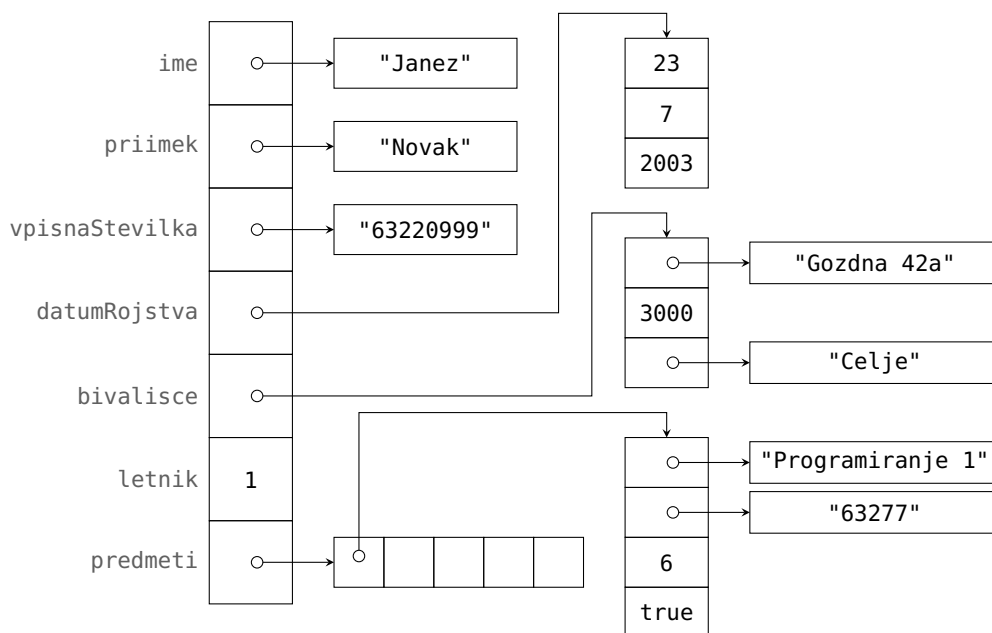 ime
"Janez"
23
7
2003
priimek
"Novak"
vpisnaStevilka
"63220999"
datumRojstva
"Gozdna 42a"
3000
"Celje"
bivalisce
letnik
1
"Programiranje 1"
"63277"
6
true
predmeti